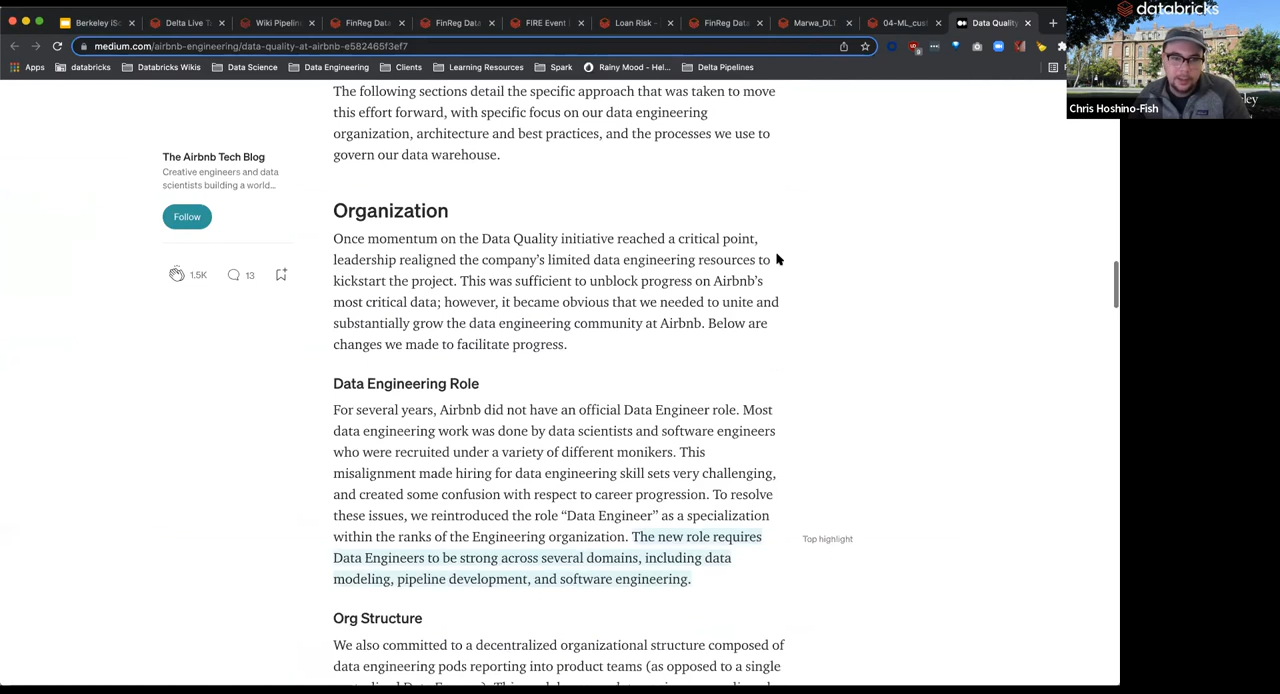 Berkeley iSc
Delta Live T
Wiki Pipelin
FinReg Data
FinReg Data
FIRE Event
Loan Risk -
FinReg Data
Marwa_DLT
04-ML_cust
Data Quality
databricks
medium.com/airbnb-engineering/data-quality-at-airbnb-e582465f3ef7
Apps
databricks
Databricks Wikis
Data Science
Data Engineering
Clients
Learning Resources
Spark
Rainy Mood – Hel...
Delta Pipelines
Chris Hoshino-Fish
The following sections detail the specific approach that was taken to move
this effort forward, with specific focus on our data engineering
organization, architecture and best practices, and the processes we use to
govern our data warehouse.
The Airbnb Tech Blog
Creative engineers and data
scientists building a world...
Follow
1.5K
13
Organization
Once momentum on the Data Quality initiative reached a critical point,
leadership realigned the company’s limited data engineering resources to
kickstart the project. This was sufficient to unblock progress on Airbnb’s
most critical data; however, it became obvious that we needed to unite and
substantially grow the data engineering community at Airbnb. Below are
changes we made to facilitate progress.
Data Engineering Role
For several years, Airbnb did not have an official Data Engineer role. Most
data engineering work was done by data scientists and software engineers
who were recruited under a variety of different monikers. This
misalignment made hiring for data engineering skill sets very challenging,
and created some confusion with respect to career progression. To resolve
these issues, we reintroduced the role “Data Engineer” as a specialization
within the ranks of the Engineering organization. The new role requires
Data Engineers to be strong across several domains, including data
modeling, pipeline development, and software engineering.
Top highlight
Org Structure
We also committed to a decentralized organizational structure composed of
data engineering pods reporting into product teams (as opposed to a single